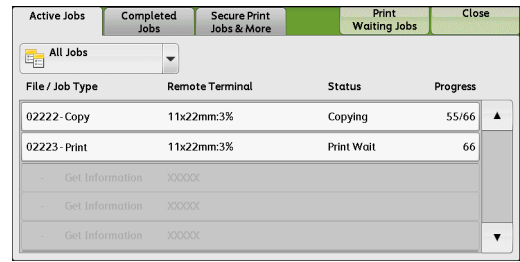 Active Jobs
Completed
Jobs
Secure Print
Jobs & More
Print
Waiting Jobs
Close
All Jobs
File / Job Type Remote Terminal Status Progress
02222 - Copy 11x22mm:3% Copying 55/66
02223 - Print 11x22mm:3% Print Wait 66
- Get Information XXXXX
- Get Information XXXXX
- Get Information XXXXX